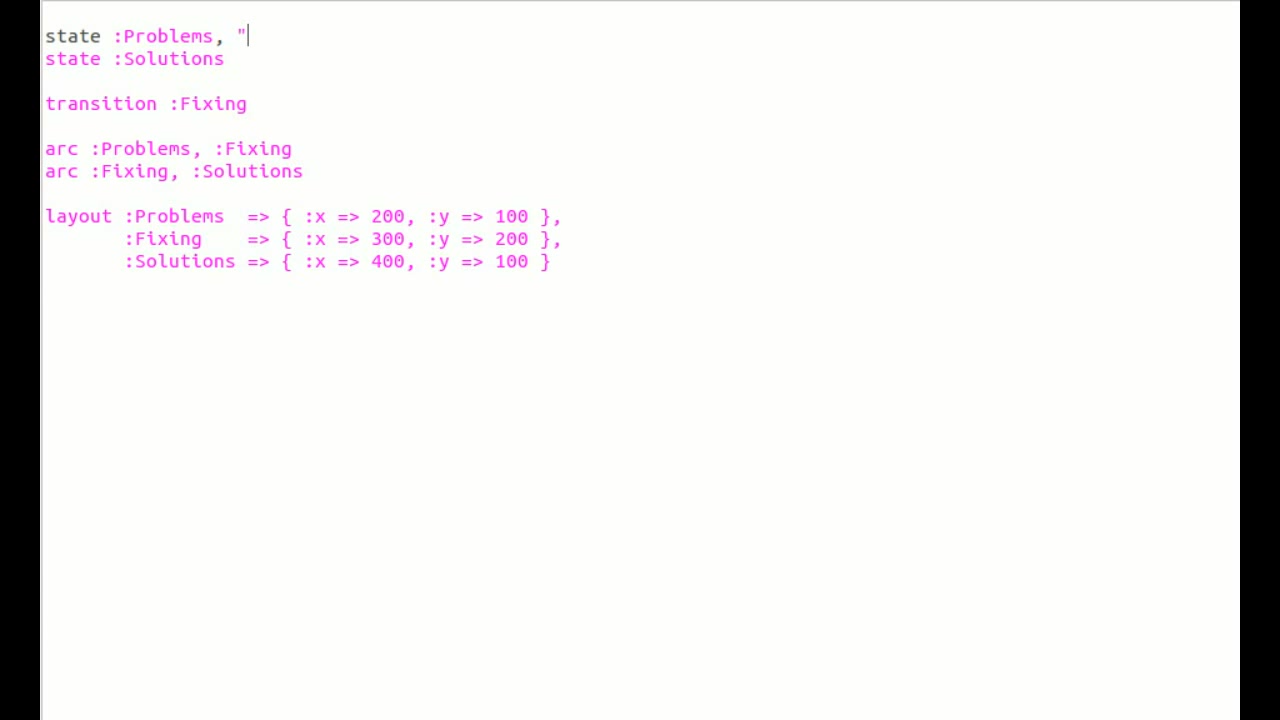 state :Problems, "
state :Solutions
transition :Fixing
arc :Problems, :Fixing
arc :Fixing, :Solutions
layout :Problems  => { :x => 200, :y => 100 },
       :Fixing    => { :x => 300, :y => 200 },
       :Solutions => { :x => 400, :y => 100 }